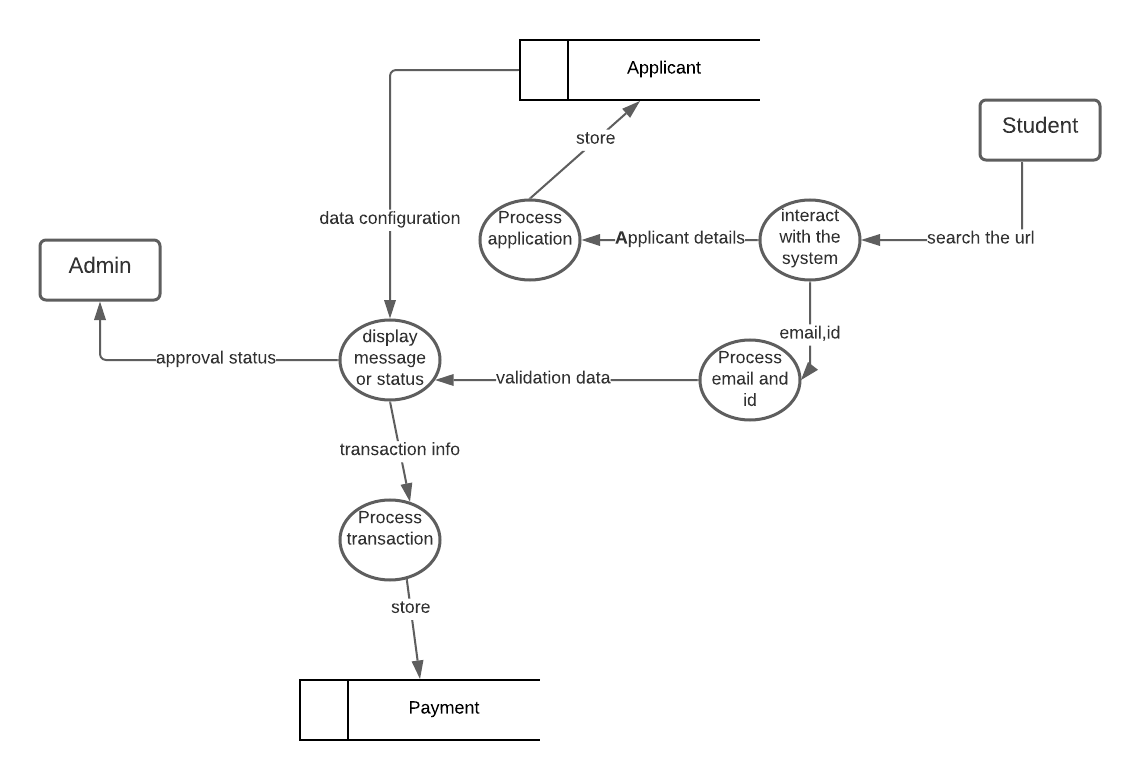 Applicant
Student
store
data configuration
Process
application
Applicant details
interact
with the
system
search the url
Admin
email,id
display
message
or status
approval status
validation data
Process
email and
id
transaction info
Process
transaction
store
Payment